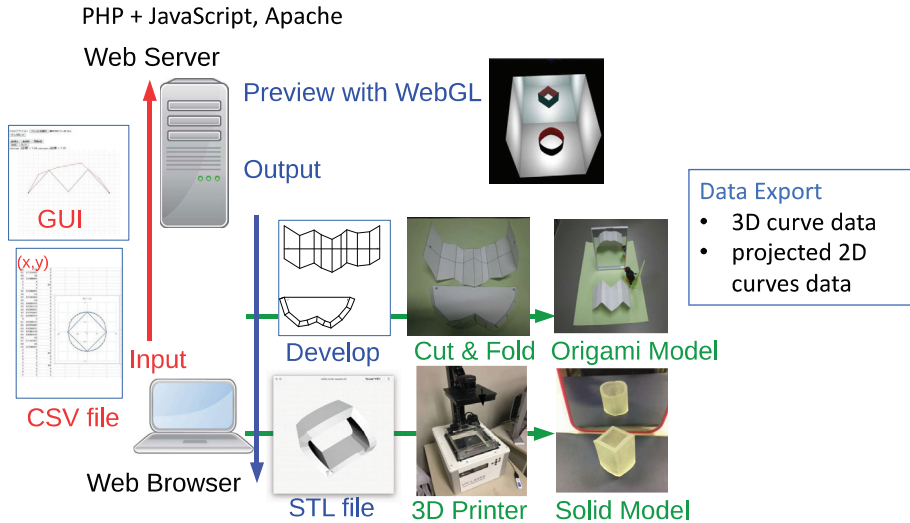 PHP + JavaScript, Apache
Web Server
Preview with WebGL
Output
GUI
(x,y)
Input
CSV file
Web Browser
Develop
Cut & Fold
Origami Model
STL file
3D Printer
Solid Model
Data Export
• 3D curve data
• projected 2D
curves data